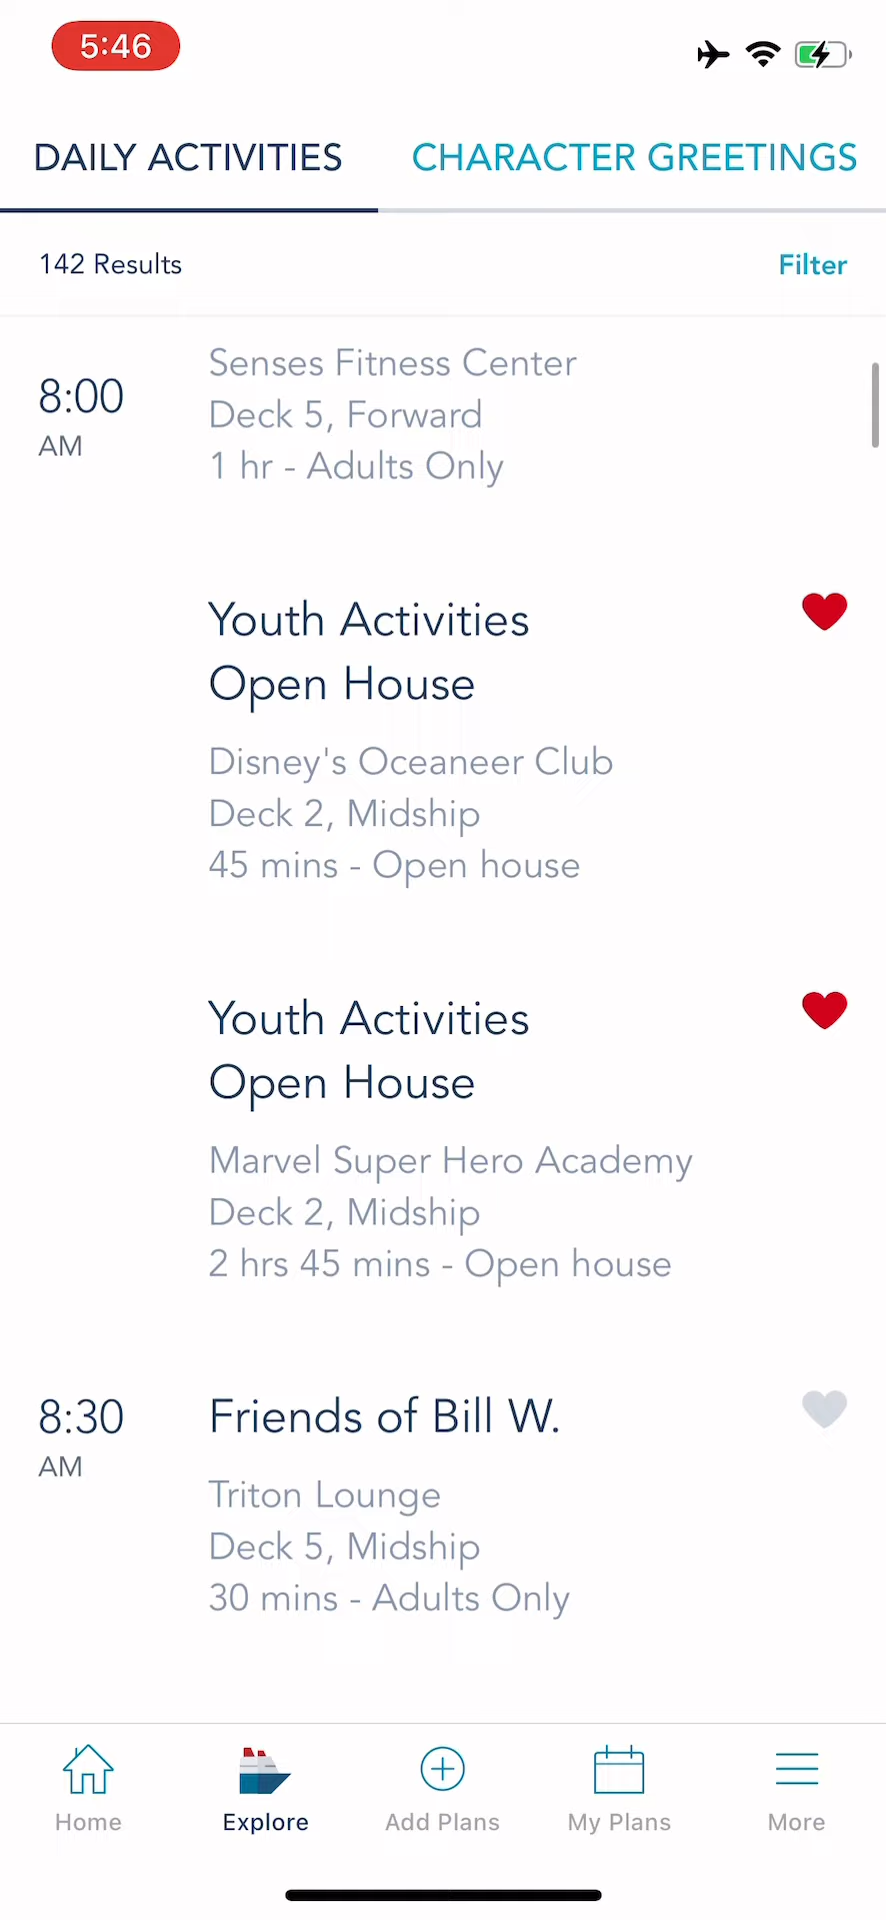 5:46
DAILY ACTIVITIES
CHARACTER GREETINGS
142 Results
Filter
8:00
AM
Senses Fitness Center
Deck 5, Forward
1 hr - Adults Only
Youth Activities
Open House
Disney's Oceaneer Club
Deck 2, Midship
45 mins - Open house
Youth Activities
Open House
Marvel Super Hero Academy
Deck 2, Midship
2 hrs 45 mins - Open house
8:30
AM
Friends of Bill W.
Triton Lounge
Deck 5, Midship
30 mins - Adults Only
Home
Explore
Add Plans
My Plans
More